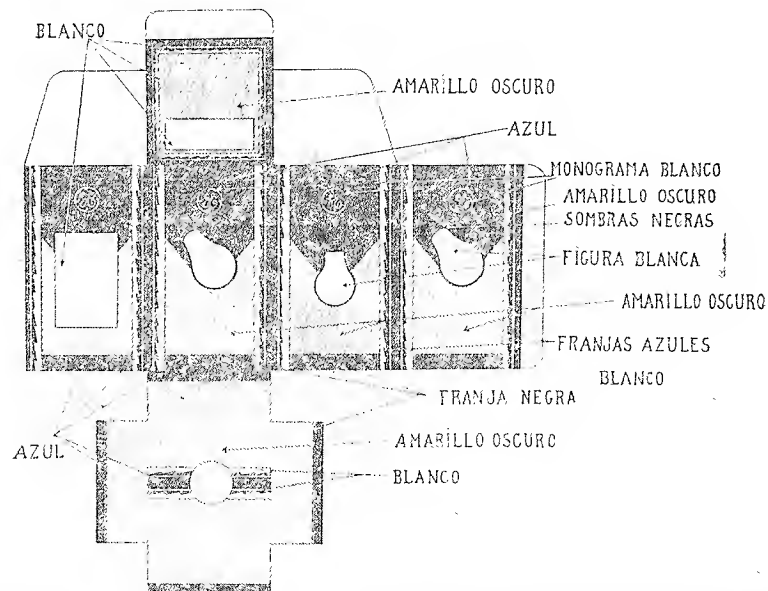 BLANCO
AMARILLO OSCURO
AZUL
MONOGRAMA BLANCO
AMARILLO OSCURO
SOMBRAS NEGRAS
FIGURA BLANCA
AMARILLO OSCURO
FRANJAS AZULES
BLANCO
FRANJA NEGRA
AZUL
AMARILLO OSCURO
BLANCO